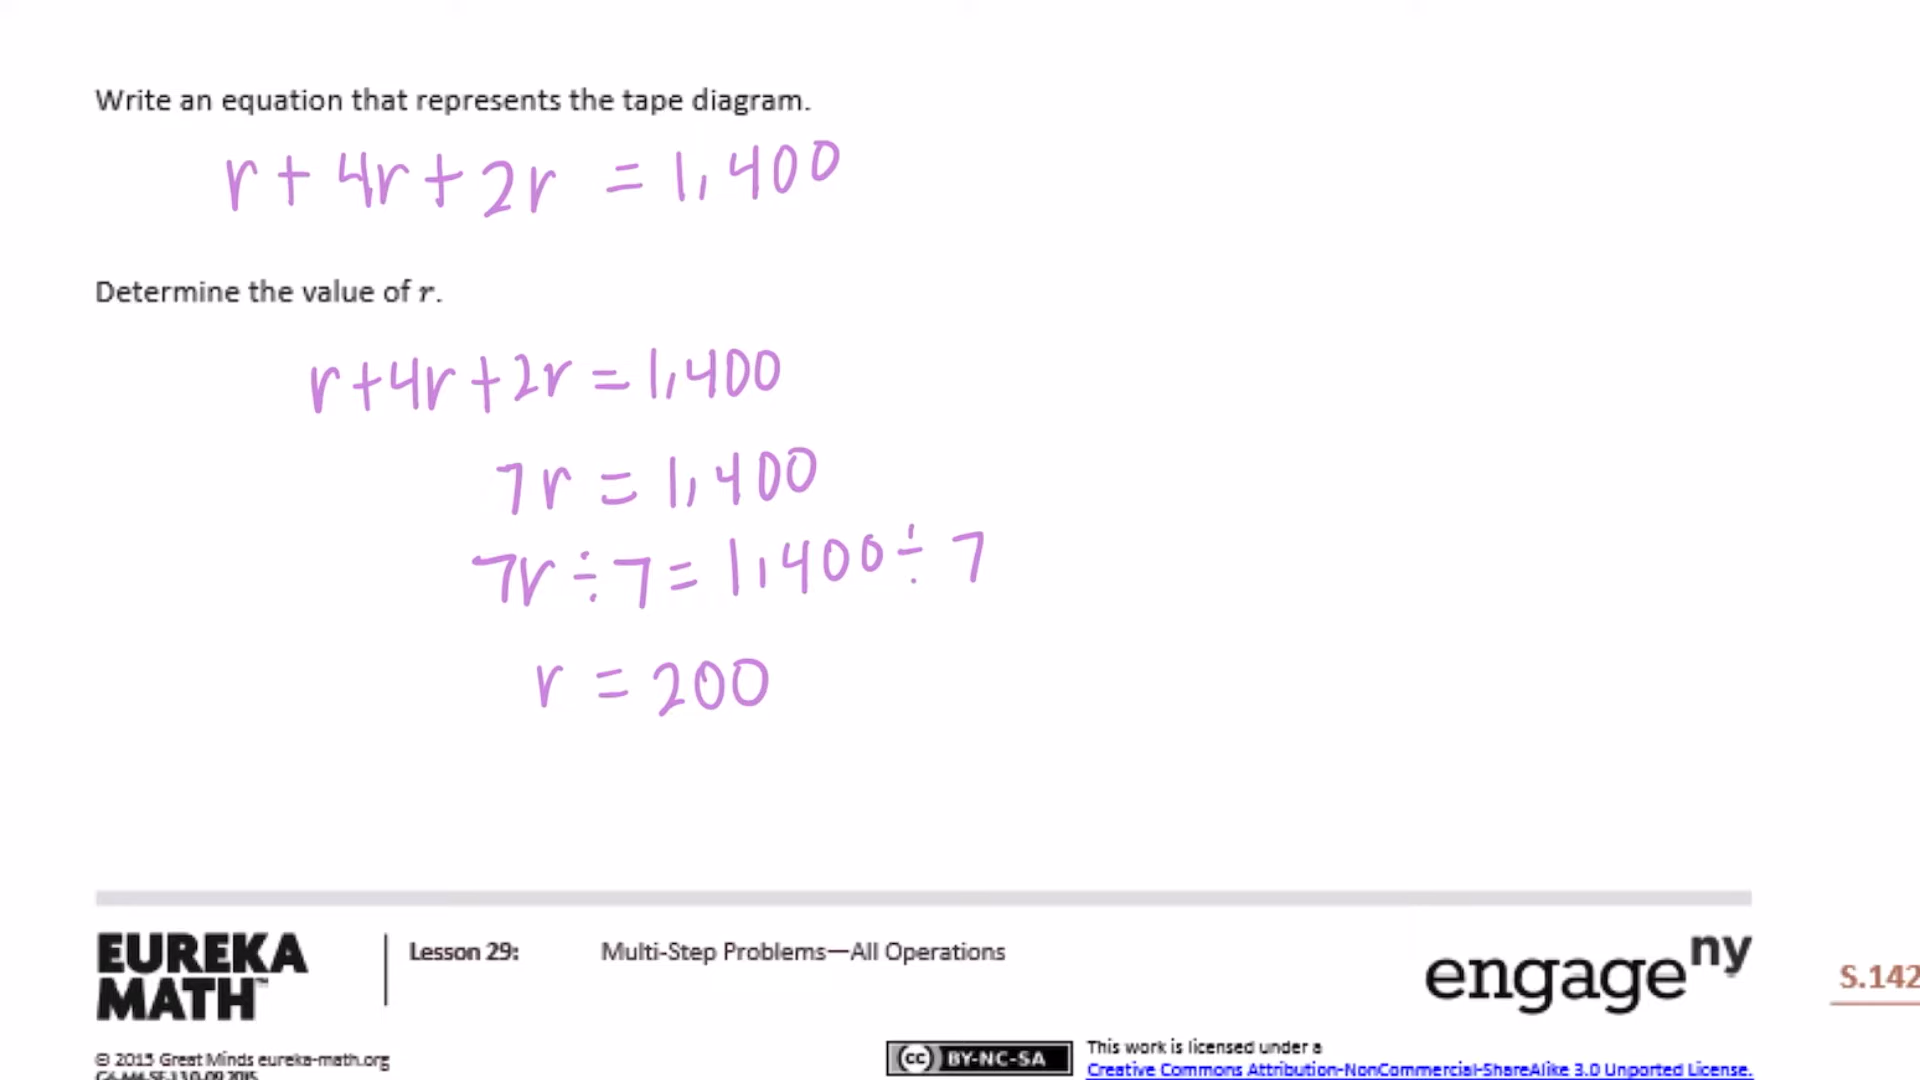 Write an equation that represents the tape diagram.
r + 4r + 2r = 1,400
Determine the value of r.
r + 4r + 2r = 1,400
7r = 1,400
7r ÷ 7 = 1,400 ÷ 7
r = 200
EUREKA
MATH™
Lesson 29:
Multi-Step Problems—All Operations
engage ny
S.142
© 2015 Great Minds eureka-math.org
BY-NC-SA
This work is licensed under a
Creative Commons Attribution-NonCommercial-ShareAlike 3.0 Unported License.